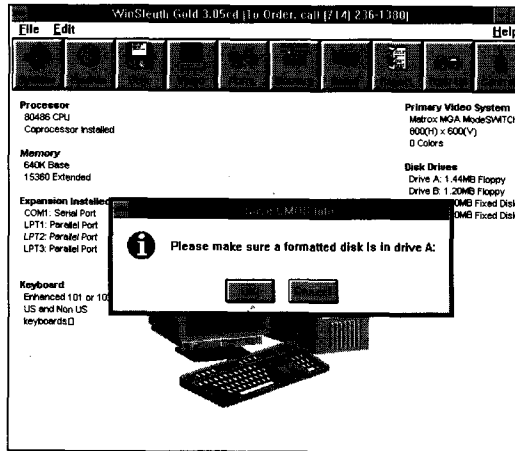 WinSleuth Gold 3.05cd [To Order, call (714) 236-1380]
File Edit Help
Processor
80486 CPU
Coprocessor Installed
Memory
640K Base
15360 Extended
Expansion Installed
COM1: Serial Port
LPT1: Parallel Port
LPT2: Parallel Port
LPT3: Parallel Port
Keyboard
Enhanced 101 or 10
US and Non US
keyboards
Primary Video System
Matrox MGA ModeSWITCH
800(H) x 600(V)
0 Colors
Disk Drives
Drive A: 1.44MB Floppy
Drive B: 1.20MB Floppy
0MB Fixed Disk
0MB Fixed Disk
Save CMOS Info
Please make sure a formatted disk is in drive A: